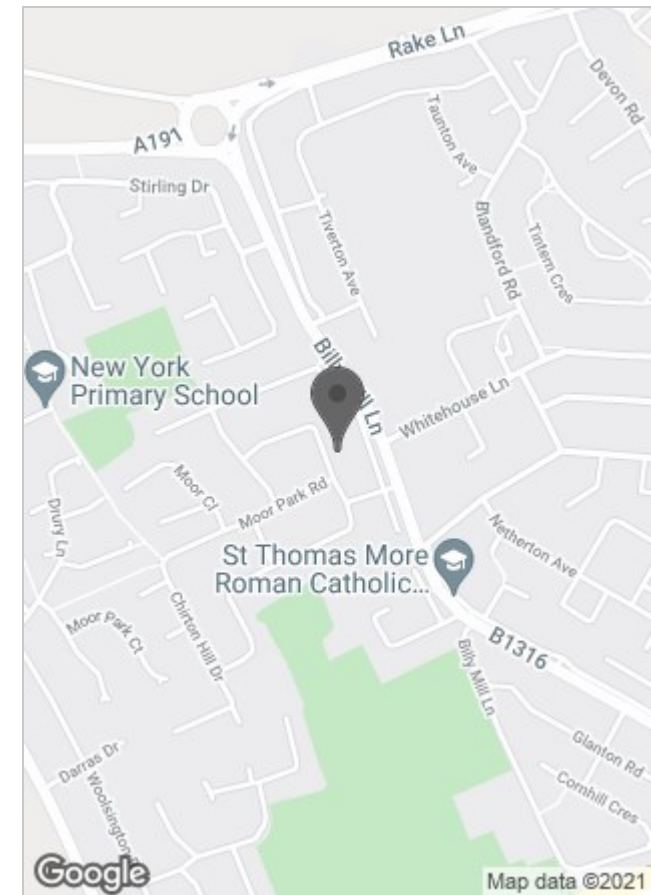 Rake Ln
Devon Rd
A191
Taunton Ave
Stirling Dr
Blandford Rd
Tintern Cres
Tiverton Ave
New York
Primary School
Whitehouse Ln
Moor Cl
Moor Park Rd
Drury Ln
Netherton Ave
St Thomas More
Roman Catholic...
Moor Park Ct
Chirton Hill Dr
B1316
Billy Mill Ln
Glanton Rd
Darras Dr
Cornhill Cres
Google
Map data ©2021